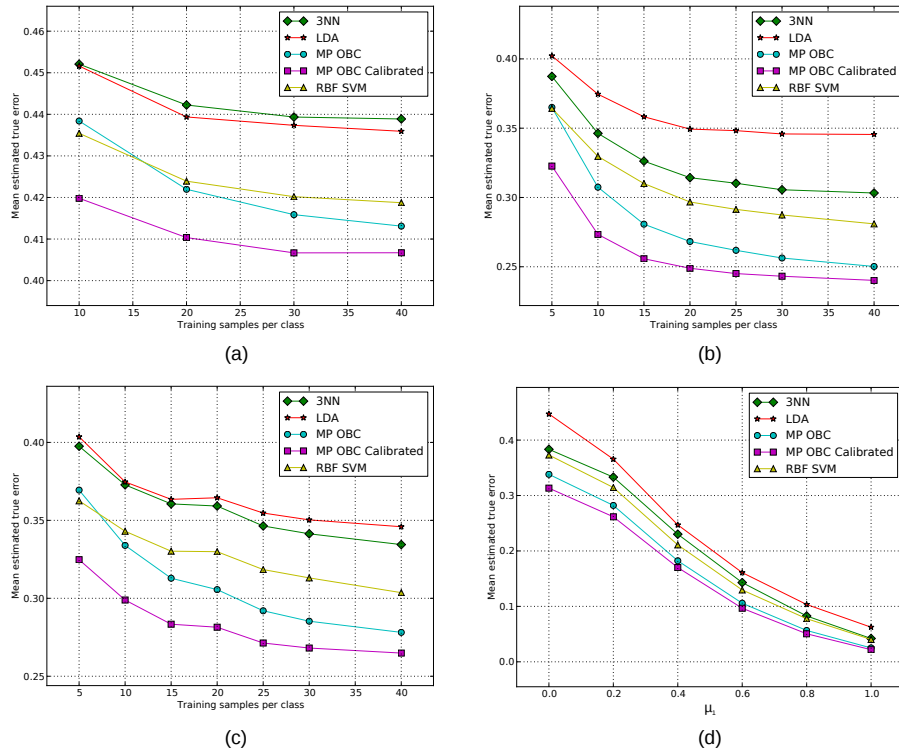 0.46
0.45
0.44
0.43
0.42
0.41
0.40
Mean estimated true error
3NN
LDA
MP OBC
MP OBC Calibrated
RBF SVM
10 15 20 25 30 35 40
Training samples per class
(a)
0.40
0.35
0.30
0.25
Mean estimated true error
3NN
LDA
MP OBC
MP OBC Calibrated
RBF SVM
5 10 15 20 25 30 35 40
Training samples per class
(b)
0.40
0.35
0.30
0.25
Mean estimated true error
3NN
LDA
MP OBC
MP OBC Calibrated
RBF SVM
5 10 15 20 25 30 35 40
Training samples per class
(c)
0.4
0.3
0.2
0.1
0.0
Mean estimated true error
3NN
LDA
MP OBC
MP OBC Calibrated
RBF SVM
0.0 0.2 0.4 0.6 0.8 1.0
μ₁
(d)